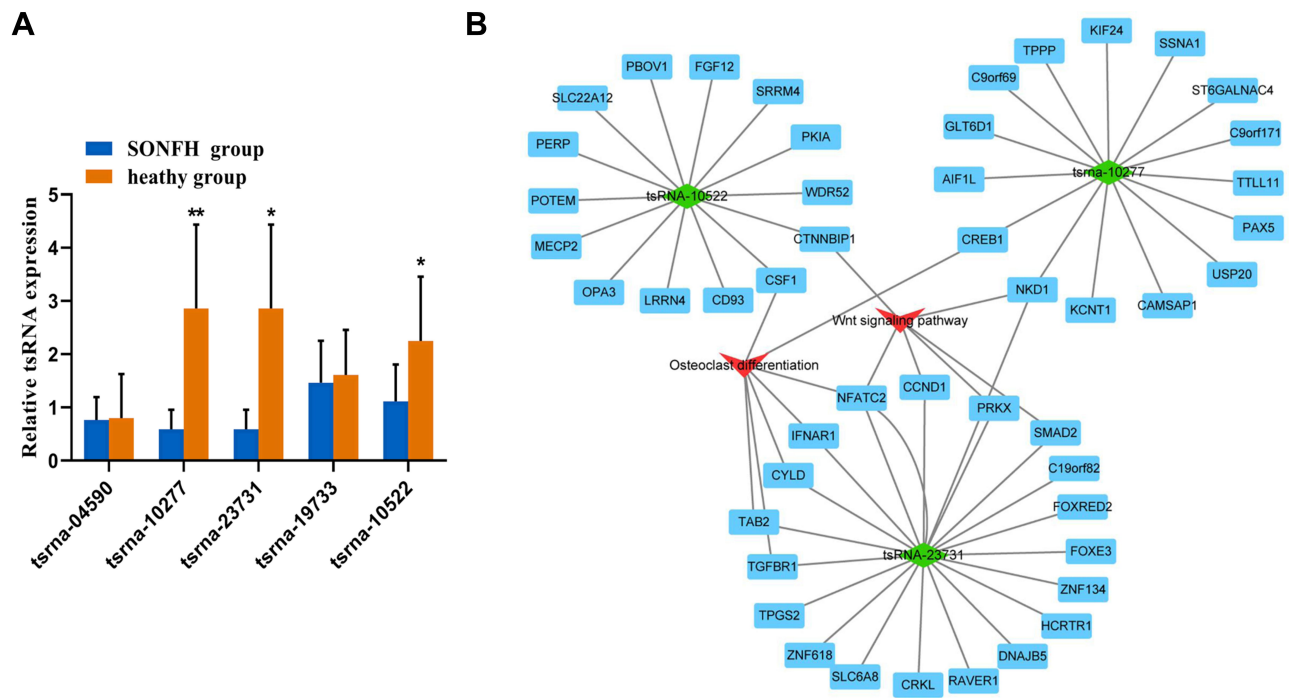 A
B
SONFH group
heathy group
Relative tsRNA expression
5
4
3
2
1
0
**
*
*
tsrna-04590
tsrna-10277
tsrna-23731
tsrna-19733
tsrna-10522
PBOV1
FGF12
SLC22A12
SRRM4
PERP
PKIA
tsRNA-10522
WDR52
POTEM
MECP2
CTNNBIP1
OPA3
LRRN4
CD93
CSF1
KIF24
TPPP
SSNA1
C9orf69
ST6GALNAC4
GLT6D1
C9orf171
tsrna-10277
AIF1L
TTLL11
CREB1
PAX5
USP20
NKD1
KCNT1
CAMSAP1
Wnt signaling pathway
Osteoclast differentiation
NFATC2
CCND1
PRKX
IFNAR1
SMAD2
CYLD
C19orf82
TAB2
FOXRED2
tsRNA-23731
FOXE3
TGFBR1
ZNF134
TPGS2
HCRTR1
ZNF618
DNAJB5
SLC6A8
CRKL
RAVER1